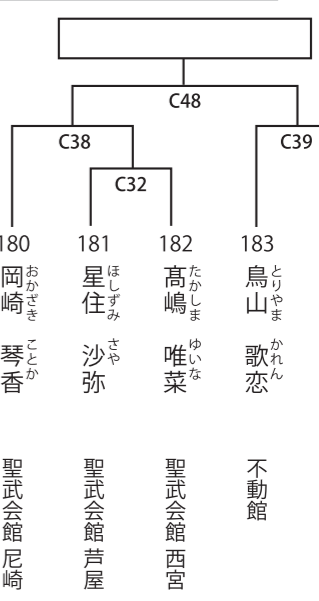 C48
C38
C39
C32
180
181
182
183
岡崎 琴香
おかざき ことか
聖武会館 尼崎
星住 沙弥
ほしずみ さや
聖武会館 芦屋
髙嶋 唯菜
たかしま ゆいな
聖武会館 西宮
鳥山 歌恋
とりやま かれん
不動館